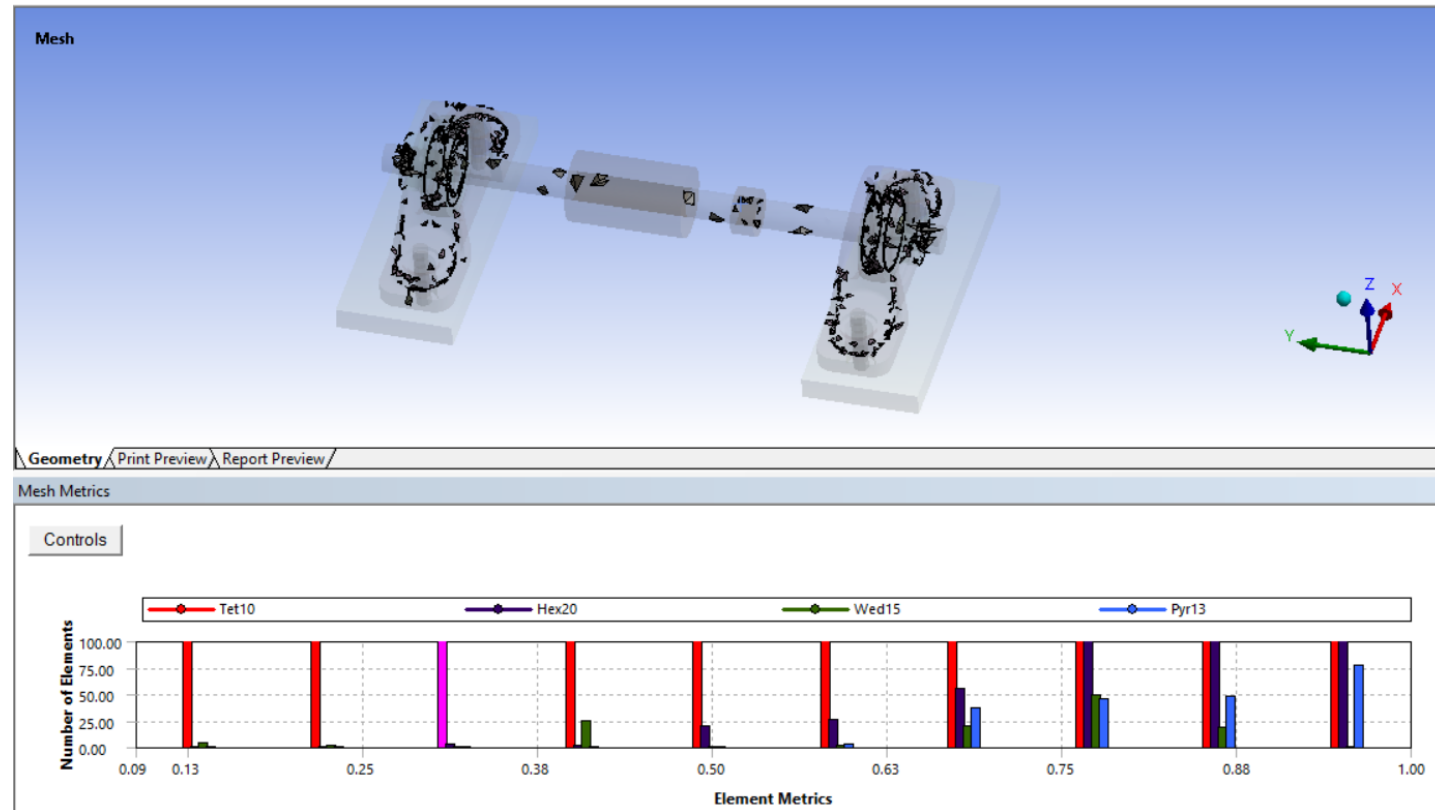 Mesh
Z
X
Y
Geometry Print Preview Report Preview
Mesh Metrics
Controls
Tet10 Hex20 Wed15 Pyr13
Number of Elements
100.00
75.00
50.00
25.00
0.00
0.09 0.13 0.25 0.38 0.50 0.63 0.75 0.88 1.00
Element Metrics